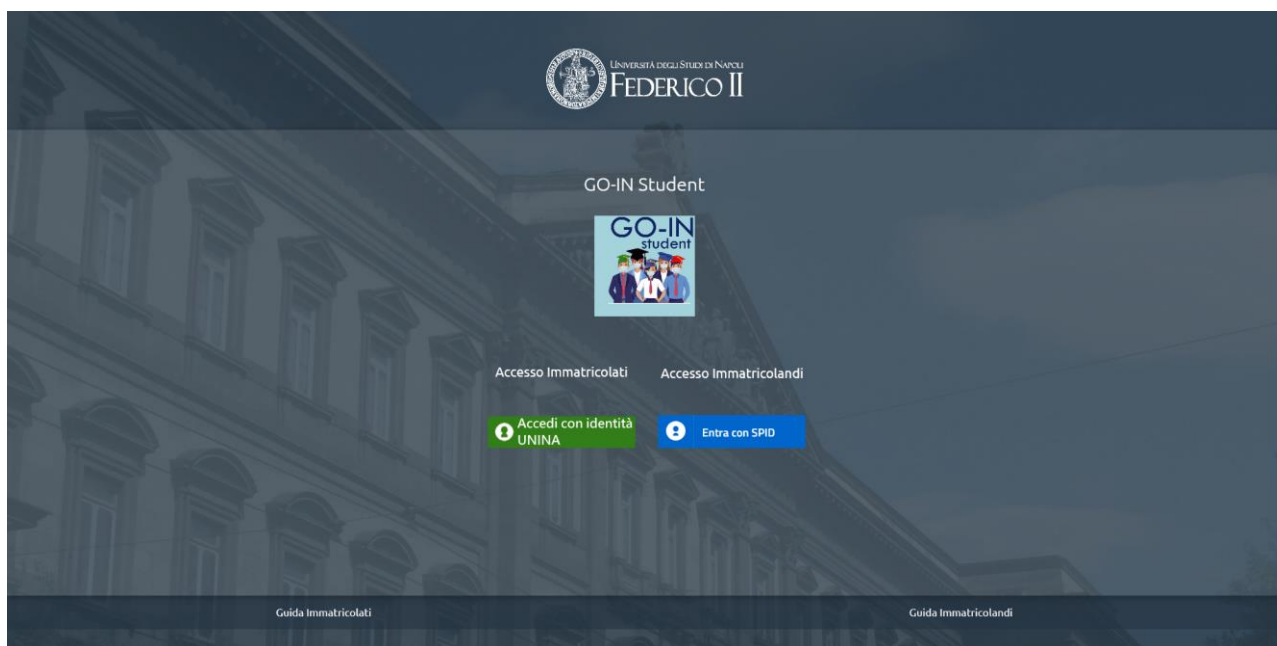 Università degli Studi di Napoli
Federico II
GO-IN Student
GO-IN
student
Accesso Immatricolati
Accesso Immatricolandi
Accedi con identità
UNINA
Entra con SPID
Guida Immatricolati
Guida Immatricolandi